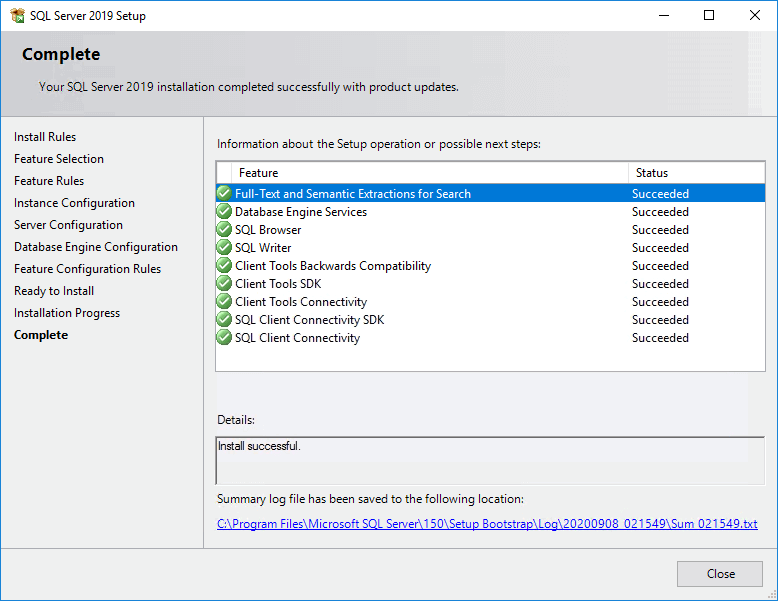 SQL Server 2019 Setup
Complete
Your SQL Server 2019 installation completed successfully with product updates.
Install Rules
Feature Selection
Feature Rules
Instance Configuration
Server Configuration
Database Engine Configuration
Feature Configuration Rules
Ready to Install
Installation Progress
Complete
Information about the Setup operation or possible next steps:
Feature Status
Full-Text and Semantic Extractions for Search Succeeded
Database Engine Services Succeeded
SQL Browser Succeeded
SQL Writer Succeeded
Client Tools Backwards Compatibility Succeeded
Client Tools SDK Succeeded
Client Tools Connectivity Succeeded
SQL Client Connectivity SDK Succeeded
SQL Client Connectivity Succeeded
Details:
Install successful.
Summary log file has been saved to the following location:
C:\Program Files\Microsoft SQL Server\150\Setup Bootstrap\Log\20200908_021549\Sum 021549.txt
Close